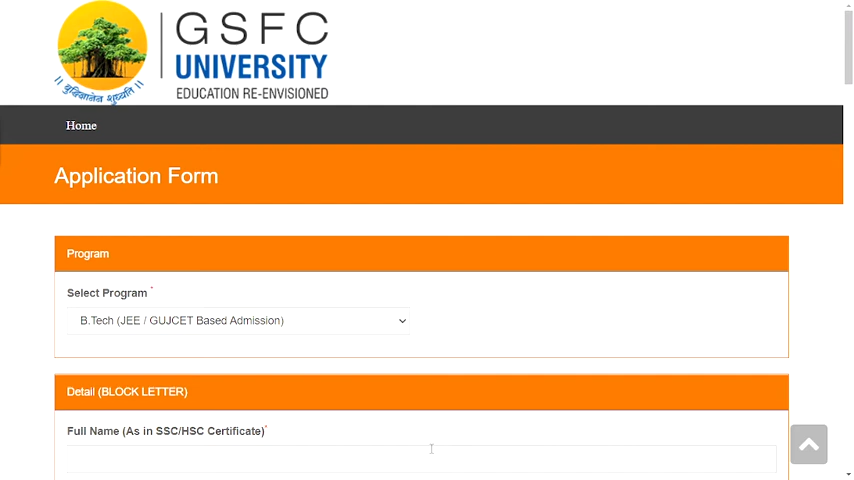 GSFC
UNIVERSITY
EDUCATION RE-ENVISIONED
Home
Application Form
Program
Select Program *
B.Tech (JEE / GUJCET Based Admission)
Detail (BLOCK LETTER)
Full Name (As in SSC/HSC Certificate)*